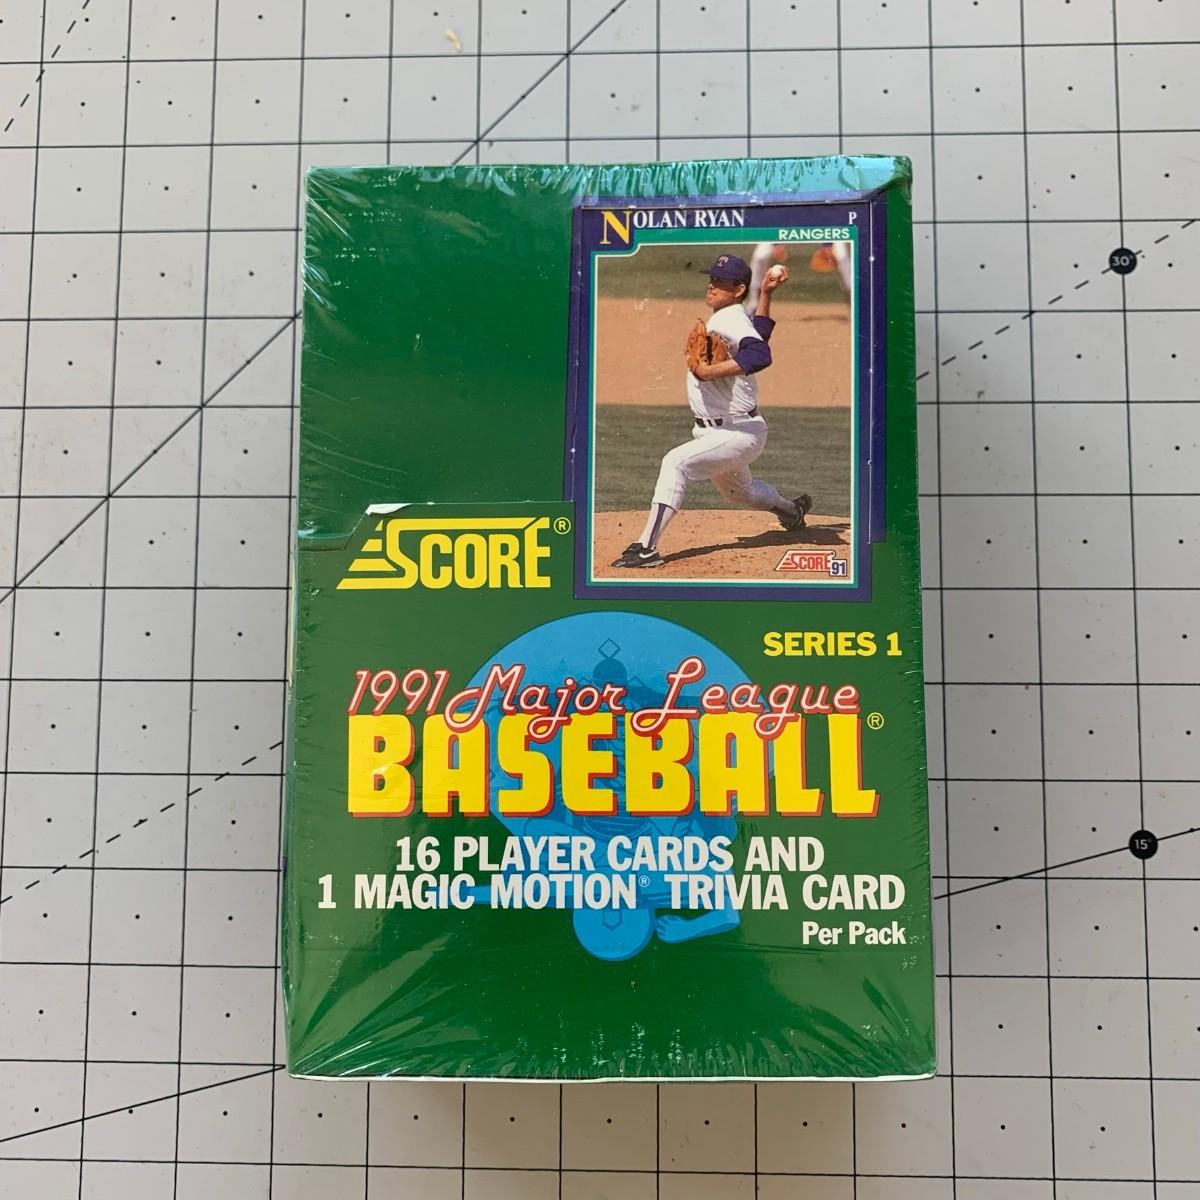 NOLAN RYAN P
RANGERS
T
SCORE 91
SCORE®
SERIES 1
1991 Major League
BASEBALL®
16 PLAYER CARDS AND
1 MAGIC MOTION® TRIVIA CARD
Per Pack
30°
15°